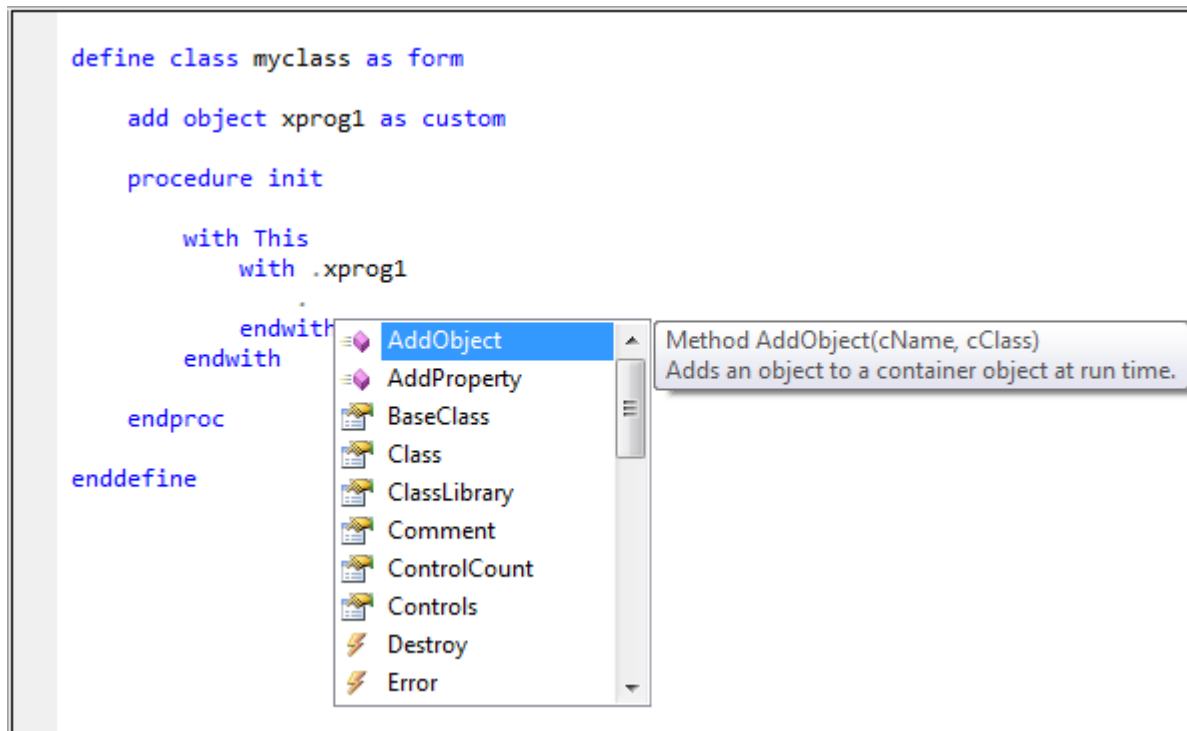 define class myclass as form
add object xprog1 as custom
procedure init
with This
with .xprog1
.
endwith
endwith
endproc
enddefine
AddObject
AddProperty
BaseClass
Class
ClassLibrary
Comment
ControlCount
Controls
Destroy
Error
Method AddObject(cName, cClass)
Adds an object to a container object at run time.